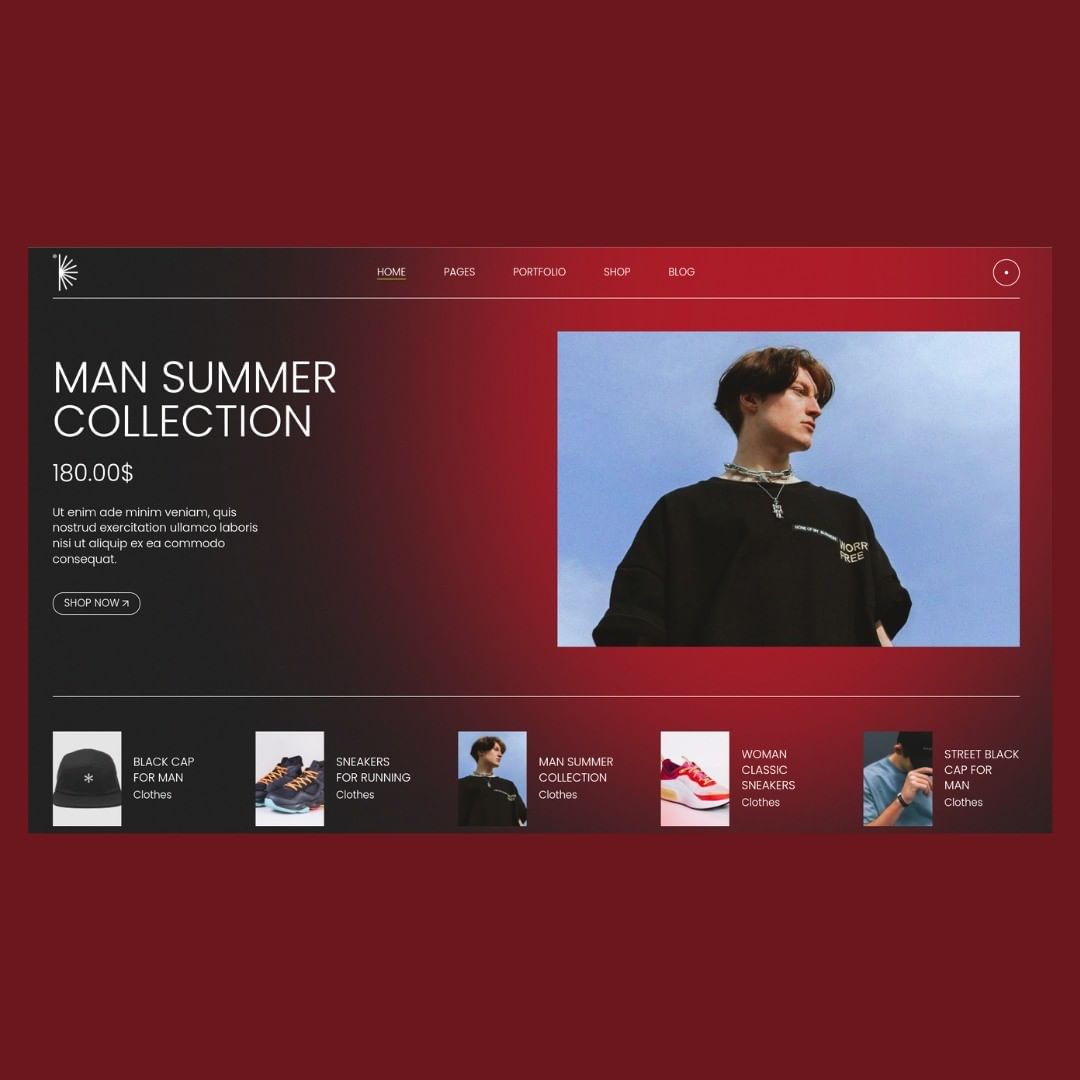 HOME PAGES PORTFOLIO SHOP BLOG
MAN SUMMER
COLLECTION
180.00$
Ut enim ade minim veniam, quis
nostrud exercitation ullamco laboris
nisi ut aliquip ex ea commodo
consequat.
SHOP NOW
WORR
FREE
BLACK CAP
FOR MAN
Clothes
SNEAKERS
FOR RUNNING
Clothes
MAN SUMMER
COLLECTION
Clothes
WOMAN
CLASSIC
SNEAKERS
Clothes
STREET BLACK
CAP FOR
MAN
Clothes